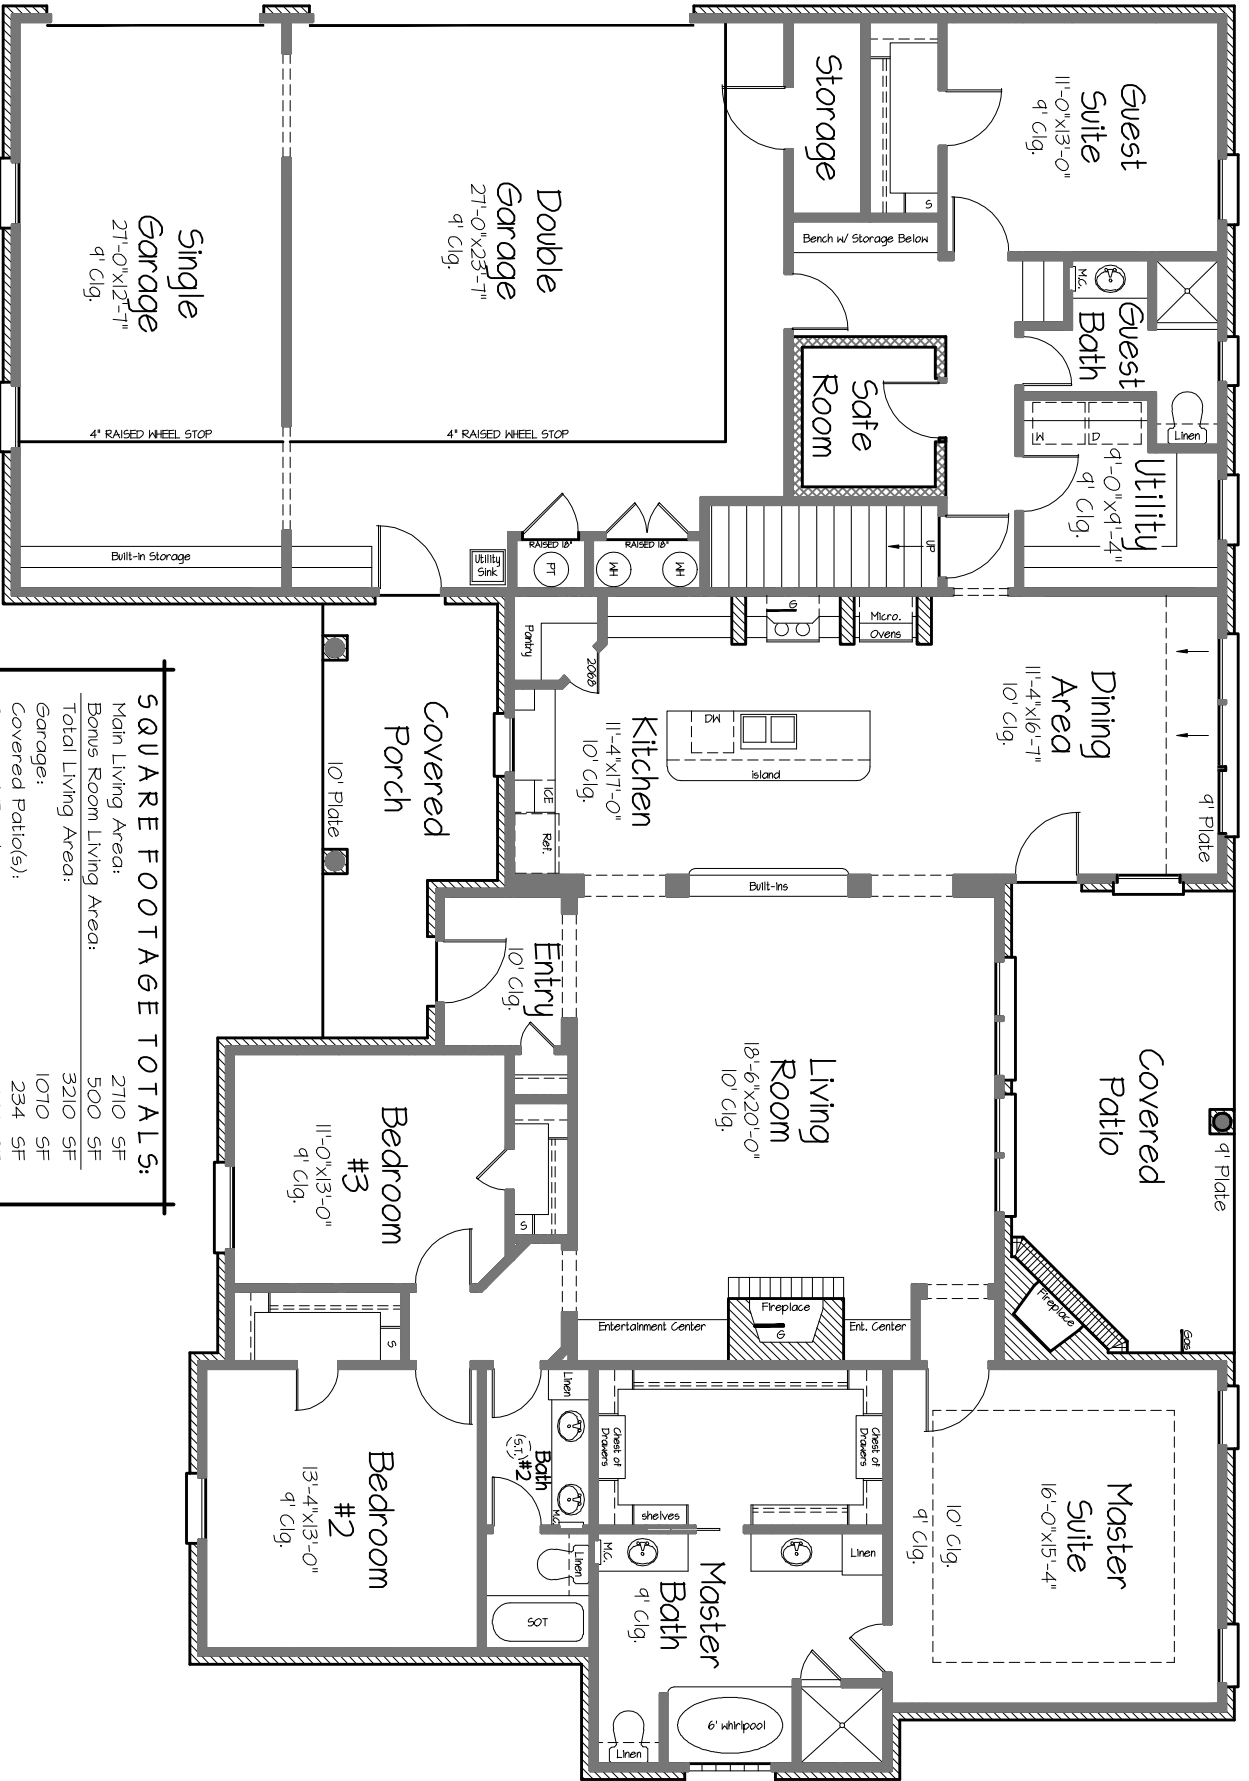 Guest
Suite
11'-0"x13'-0"
9' Clg.
S
Storage
Bench w/ Storage Below
M.C.
Guest
Bath
Linen
Safe
Room
W
D
Utility
9'-0"x9'-4"
9' Clg.
UP
Double
Garage
27'-0"x23'-7"
9' Clg.
Single
Garage
27'-0"x12'-7"
9' Clg.
4" RAISED WHEEL STOP
4" RAISED WHEEL STOP
Built-In Storage
Utility
Sink
RAISED 18"
PT
RAISED 18"
WH
WH
Dining
Area
11'-4"x16'-7"
10' Clg.
9' Plate
Micro.
Ovens
G
2068
Pantry
DW
island
Kitchen
11'-4"x17'-0"
10' Clg.
ICE
Ref.
Built-Ins
Covered
Porch
10' Plate
Entry
10' Clg.
Living
Room
18'-6"x20'-0"
10' Clg.
Covered
Patio
9' Plate
Fireplace
Gas
Fireplace
G
Entertainment Center
Ent. Center
Bedroom
#3
11'-0"x13'-0"
9' Clg.
S
S
Bedroom
#2
13'-4"x13'-0"
9' Clg.
Linen
Bath
#2
(S.T.)
M.C.
Linen
SOT
Chest of
Drawers
Chest of
Drawers
shelves
M.C.
Linen
Master
Bath
9' Clg.
6' whirlpool
Linen
Master
Suite
16'-0"x15'-4"
10' Clg.
9' Clg.
SQUARE FOOTAGE TOTALS:
Main Living Area: 2710 SF
Bonus Room Living Area: 500 SF
Total Living Area: 3210 SF
Garage: 1070 SF
Covered Patio(s): 234 SF